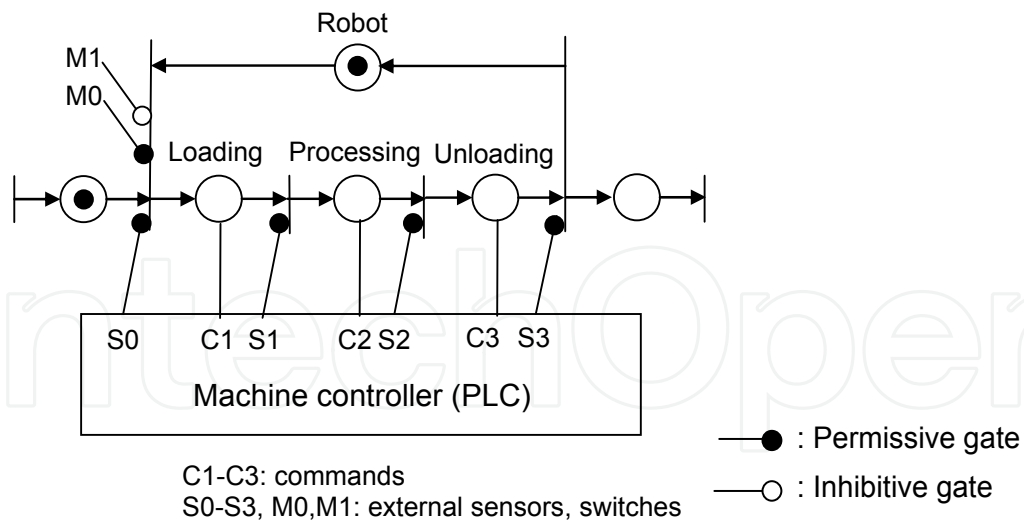 Robot
M1
M0
Loading
Processing
Unloading
S0
C1
S1
C2
S2
C3
S3
Machine controller (PLC)
: Permissive gate
: Inhibitive gate
C1-C3: commands
S0-S3, M0,M1: external sensors, switches
ntechOpen